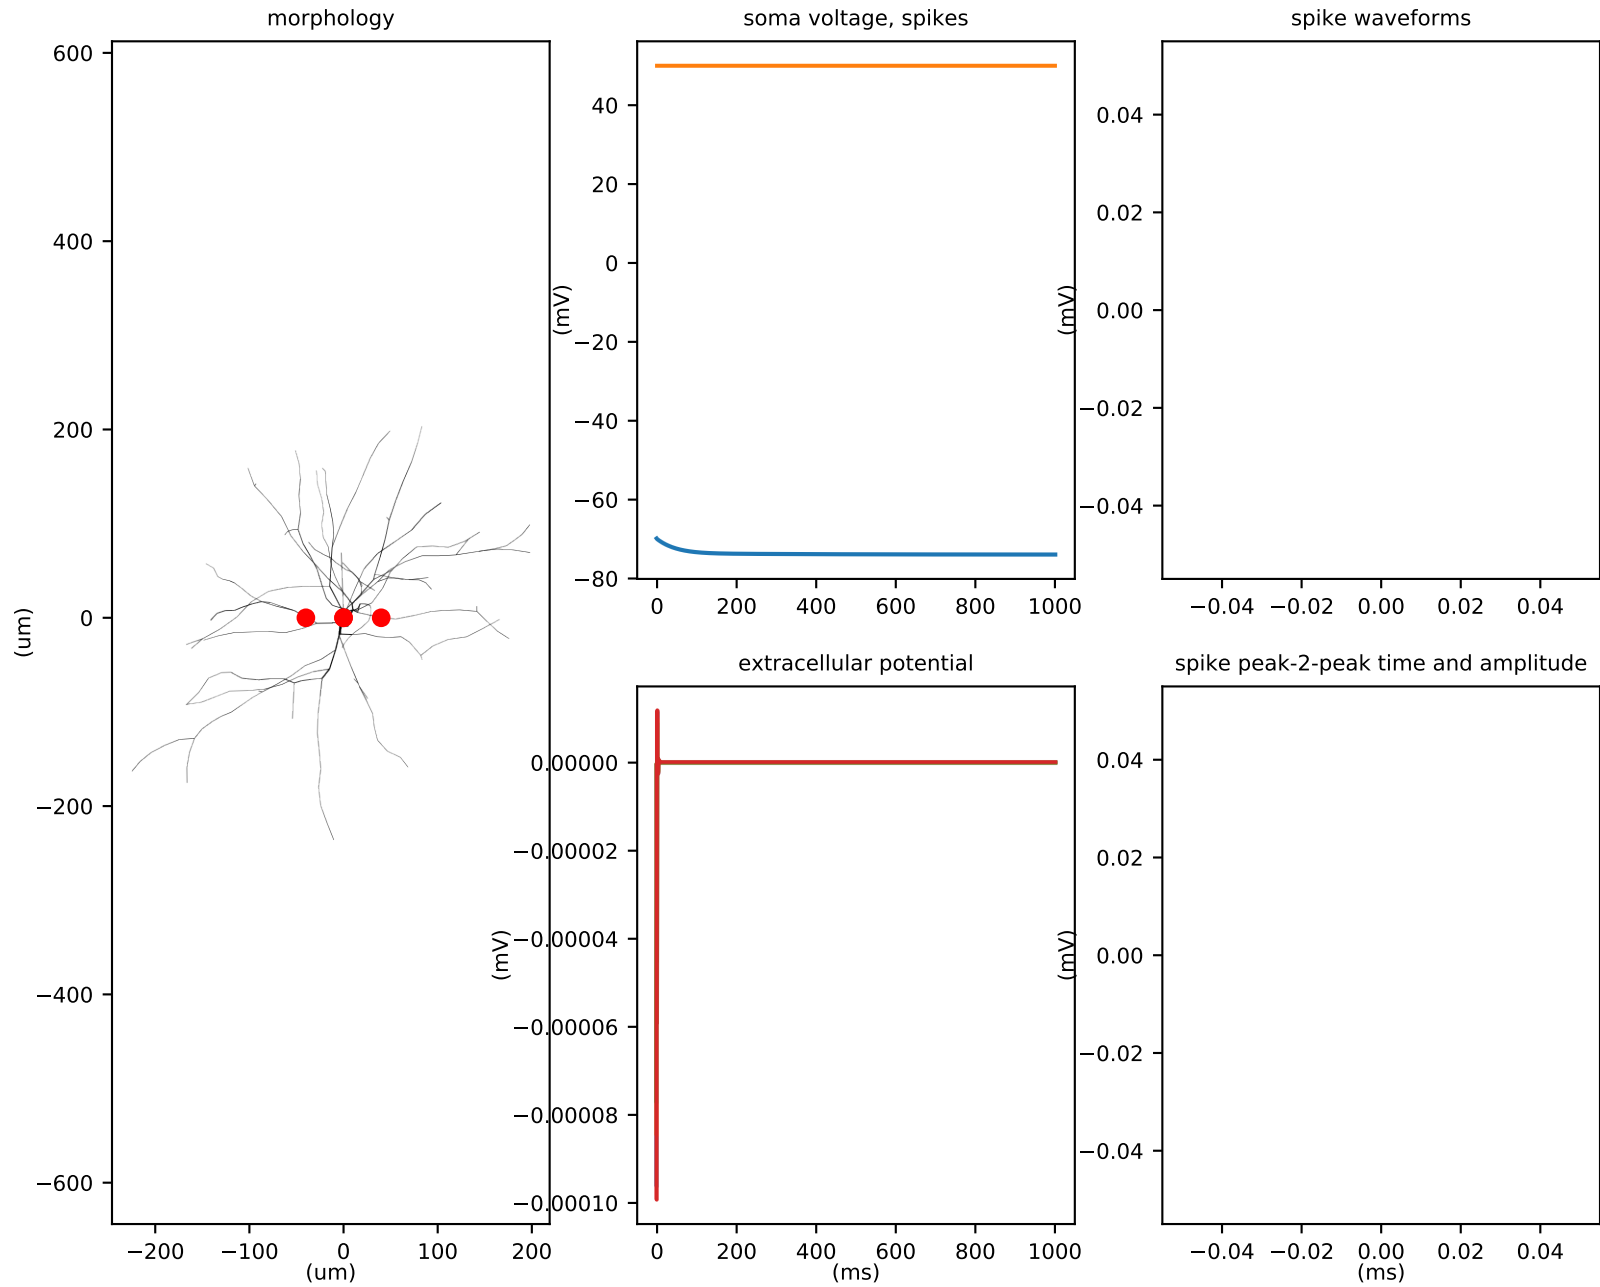 morphology
600
400
200
0
−200
−400
−600
(um)
−200 −100 0 100 200
(um)
soma voltage, spikes
40
20
0
−20
−40
−60
−80
(mV)
0 200 400 600 800 1000
spike waveforms
0.04
0.02
0.00
−0.02
−0.04
(mV)
−0.04 −0.02 0.00 0.02 0.04
extracellular potential
0.00000
−0.00002
−0.00004
−0.00006
−0.00008
−0.00010
(mV)
0 200 400 600 800 1000
(ms)
spike peak-2-peak time and amplitude
0.04
0.02
0.00
−0.02
−0.04
(mV)
−0.04 −0.02 0.00 0.02 0.04
(ms)